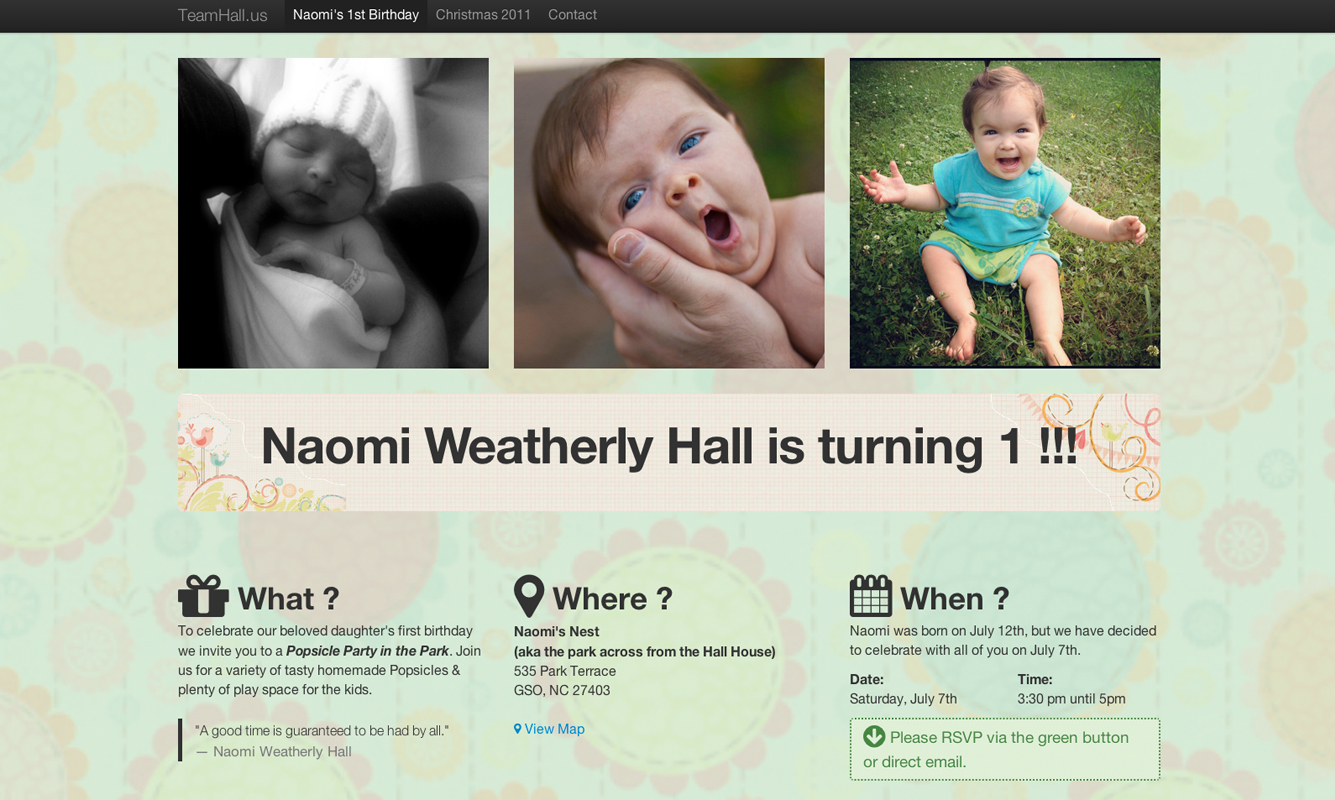 TeamHall.us Naomi's 1st Birthday Christmas 2011 Contact
Naomi Weatherly Hall is turning 1 !!!
What ?
To celebrate our beloved daughter's first birthday
we invite you to a Popsicle Party in the Park. Join
us for a variety of tasty homemade Popsicles &
plenty of play space for the kids.
"A good time is guaranteed to be had by all."
— Naomi Weatherly Hall
Where ?
Naomi's Nest
(aka the park across from the Hall House)
535 Park Terrace
GSO, NC 27403
View Map
When ?
Naomi was born on July 12th, but we have decided
to celebrate with all of you on July 7th.
Date:
Saturday, July 7th
Time:
3:30 pm until 5pm
Please RSVP via the green button
or direct email.